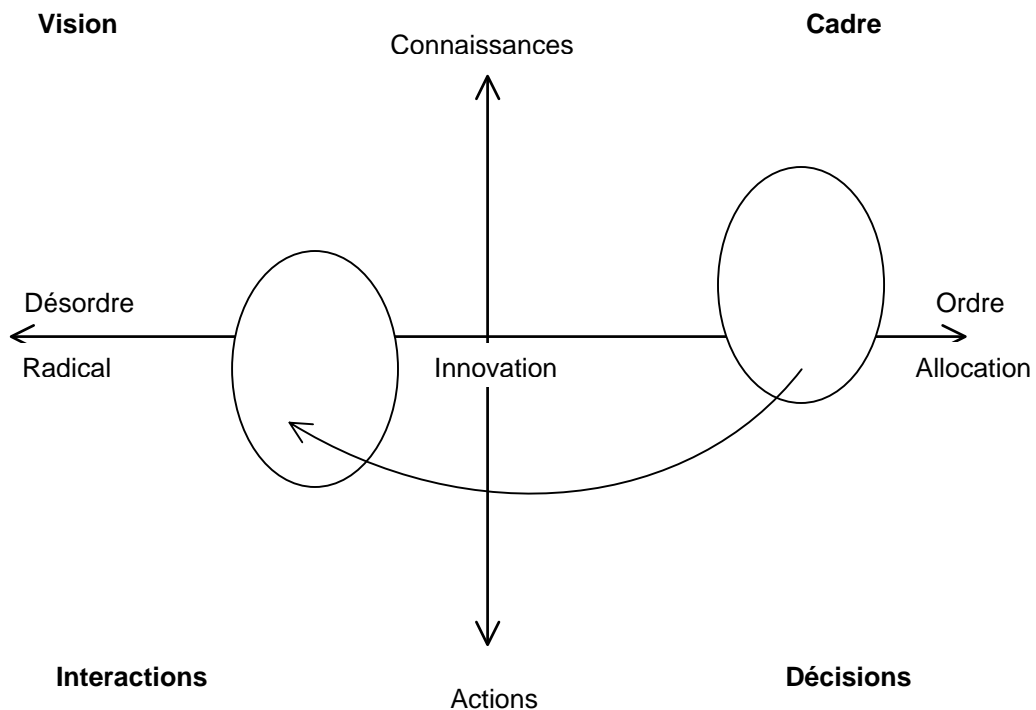 Vision
Cadre
Connaissances
Désordre
Ordre
Radical
Innovation
Allocation
Interactions
Décisions
Actions